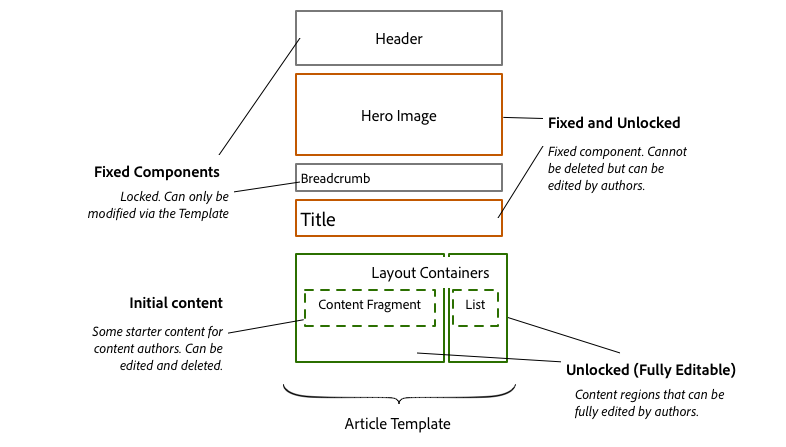 Header
Hero Image
Fixed and Unlocked
Fixed component. Cannot
be deleted but can be
edited by authors.
Fixed Components
Locked. Can only be
modified via the Template
Breadcrumb
Title
Layout Containers
Content Fragment
List
Initial content
Some starter content for
content authors. Can be
edited and deleted.
Unlocked (Fully Editable)
Content regions that can be
fully edited by authors.
Article Template